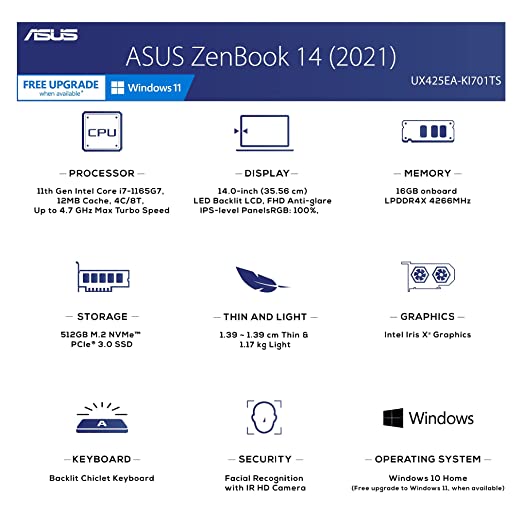 ASUS
ASUS ZenBook 14 (2021)
UX425EA-KI701TS
FREE UPGRADE
when available*
Windows 11
CPU
— PROCESSOR —
11th Gen Intel Core i7-1165G7,
12MB Coche, 4C/8T,
Up to 4.7 GHz Max Turbo Speed
— DISPLAY —
14.0-inch (35.56 cm)
LED Backlit LCD, FHD Anti-glare
IPS-level PanelsRGB: 100%,
— MEMORY —
16GB onboard
LPDDR4X 4266MHz
— STORAGE —
512GB M.2 NVMe™
PCIe® 3.0 SSD
— THIN AND LIGHT —
1.39 ~ 1.39 cm Thin &
1.17 kg Light
— GRAPHICS —
Intel Iris Xᵉ Graphics
A
— KEYBOARD —
Backlit Chiclet Keyboard
— SECURITY —
Facial Recognition
with IR HD Camera
Windows
— OPERATING SYSTEM —
Windows 10 Home
(Free upgrade to Windows 11, when available)